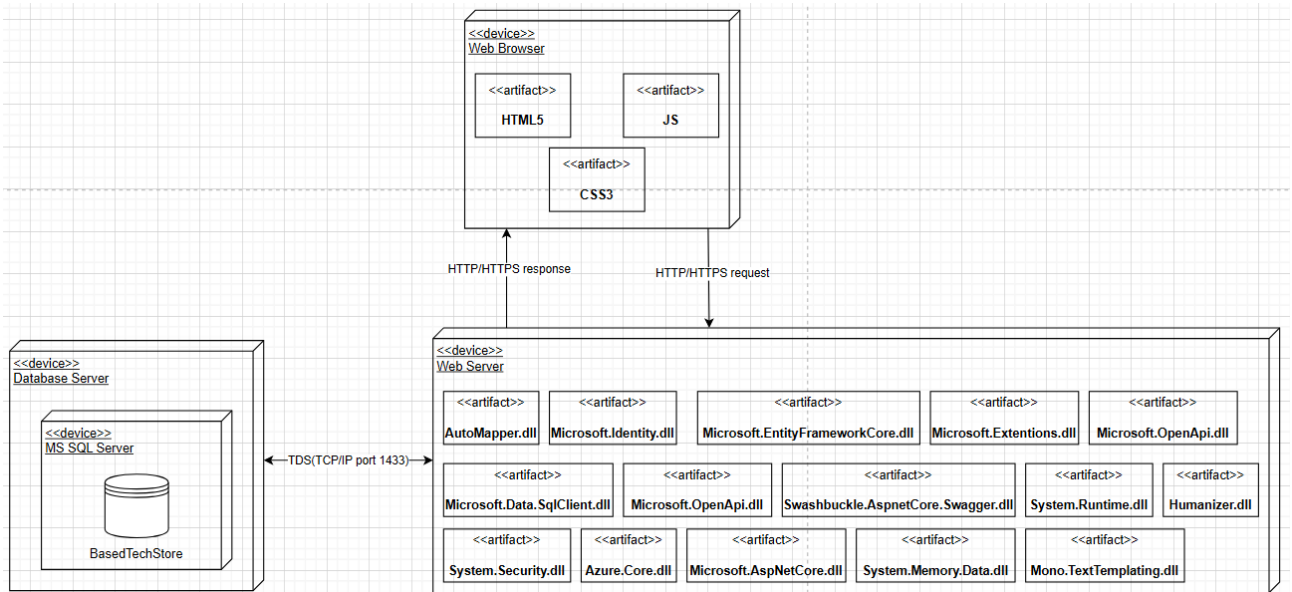 <<device>>
Web Browser
<<artifact>>
HTML5
<<artifact>>
JS
<<artifact>>
CSS3
HTTP/HTTPS response
HTTP/HTTPS request
<<device>>
Database Server
<<device>>
MS SQL Server
BasedTechStore
TDS(TCP/IP port 1433)
<<device>>
Web Server
<<artifact>>
AutoMapper.dll
<<artifact>>
Microsoft.Identity.dll
<<artifact>>
Microsoft.EntityFrameworkCore.dll
<<artifact>>
Microsoft.Extentions.dll
<<artifact>>
Microsoft.OpenApi.dll
<<artifact>>
Microsoft.Data.SqlClient.dll
<<artifact>>
Microsoft.OpenApi.dll
<<artifact>>
Swashbuckle.AspnetCore.Swagger.dll
<<artifact>>
System.Runtime.dll
<<artifact>>
Humanizer.dll
<<artifact>>
System.Security.dll
<<artifact>>
Azure.Core.dll
<<artifact>>
Microsoft.AspNetCore.dll
<<artifact>>
System.Memory.Data.dll
<<artifact>>
Mono.TextTemplating.dll